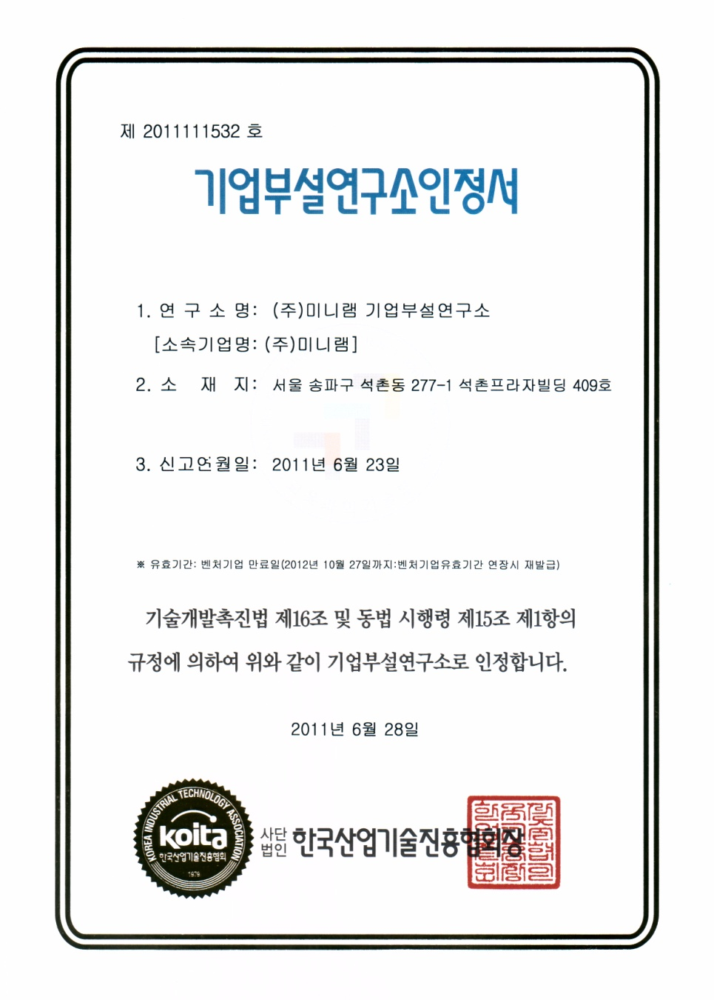 제 2011111532 호
기업부설연구소인정서
1. 연 구 소 명: (주)미니램 기업부설연구소
[소속기업명: (주)미니램]
2. 소 재 지: 서울 송파구 석촌동 277-1 석촌프라자빌딩 409호
3. 신고연월일: 2011년 6월 23일
※ 유효기간: 벤처기업 만료일(2012년 10월 27일까지:벤처기업유효기간 연장시 재발급)
기술개발촉진법 제16조 및 동법 시행령 제15조 제1항의
규정에 의하여 위와 같이 기업부설연구소로 인정합니다.
2011년 6월 28일
KOREA INDUSTRIAL TECHNOLOGY ASSOCIATION
koita
한국산업기술진흥협회
1979
사단
법인 한국산업기술진흥협회장